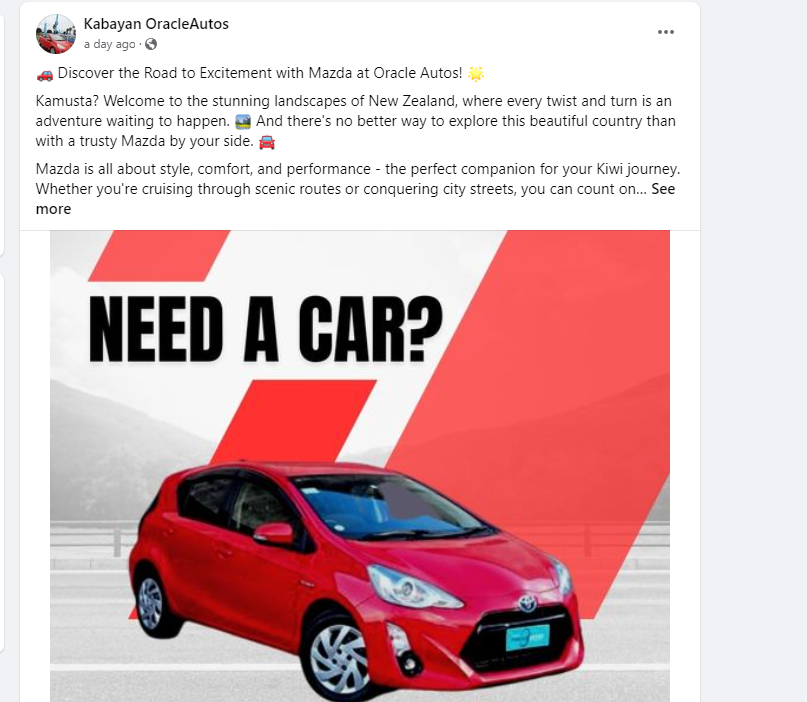 Kabayan OracleAutos
a day ago ·
🚗 Discover the Road to Excitement with Mazda at Oracle Autos! 🌟
Kamusta? Welcome to the stunning landscapes of New Zealand, where every twist and turn is an
adventure waiting to happen. 🏞️ And there's no better way to explore this beautiful country than
with a trusty Mazda by your side. 🚘
Mazda is all about style, comfort, and performance - the perfect companion for your Kiwi journey.
Whether you're cruising through scenic routes or conquering city streets, you can count on... See
more
NEED A CAR?